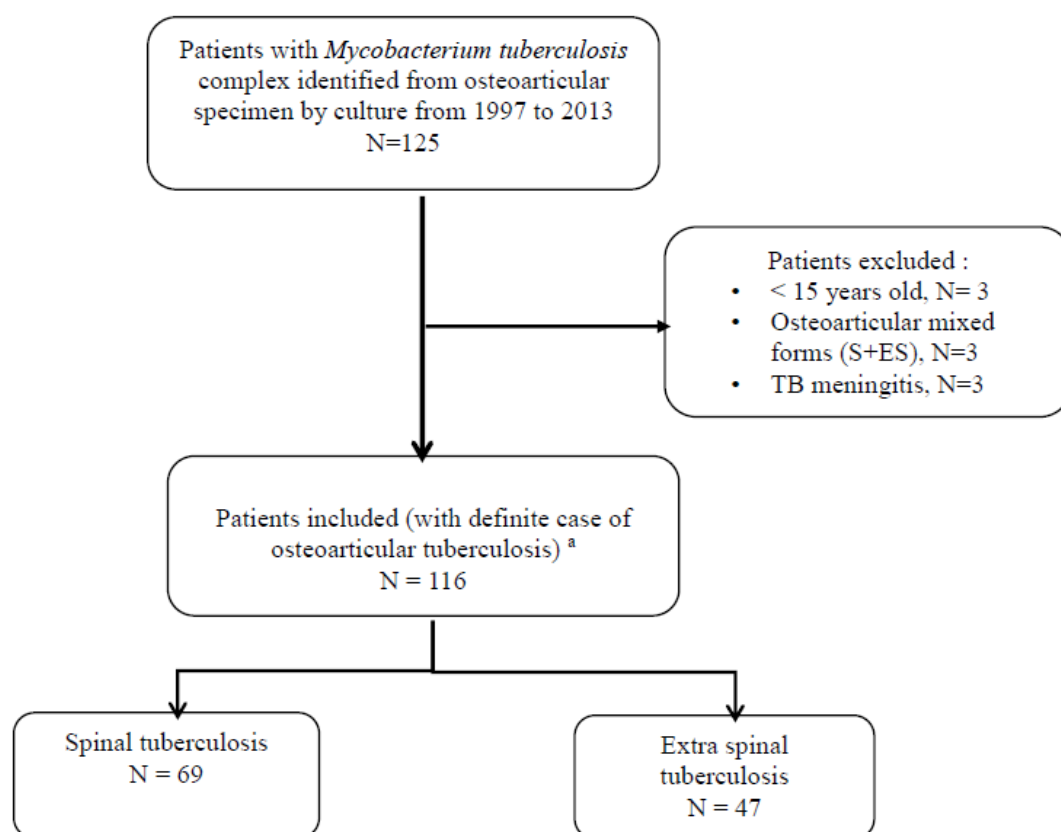 Patients with Mycobacterium tuberculosis
complex identified from osteoarticular
specimen by culture from 1997 to 2013
N=125
Patients excluded :
• < 15 years old, N= 3
• Osteoarticular mixed
forms (S+ES), N=3
• TB meningitis, N=3
Patients included (with definite case of
osteoarticular tuberculosis) a
N = 116
Spinal tuberculosis
N = 69
Extra spinal
tuberculosis
N = 47